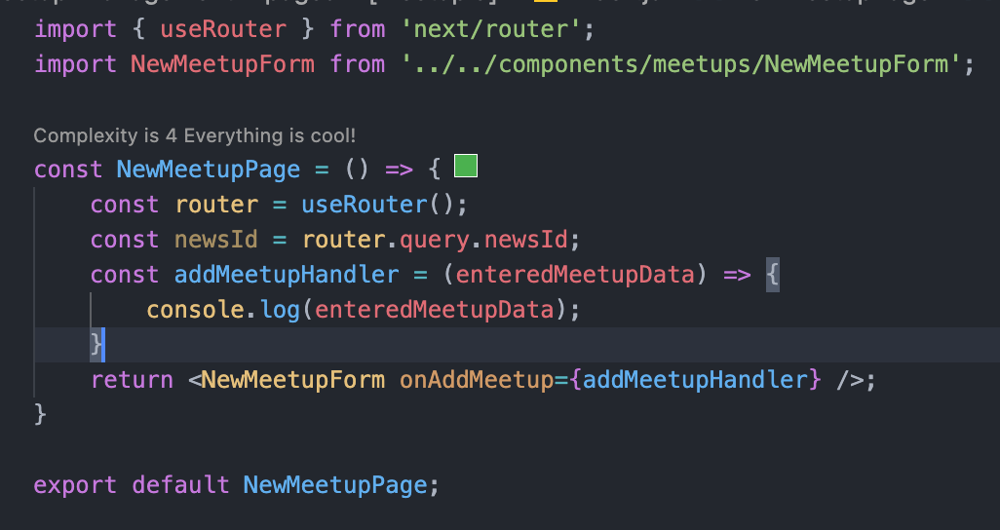 import { useRouter } from 'next/router';
import NewMeetupForm from '../../components/meetups/NewMeetupForm';
Complexity is 4 Everything is cool!
const NewMeetupPage = () => {
const router = useRouter();
const newsId = router.query.newsId;
const addMeetupHandler = (enteredMeetupData) => {
console.log(enteredMeetupData);
}
return <NewMeetupForm onAddMeetup={addMeetupHandler} />;
}
export default NewMeetupPage;